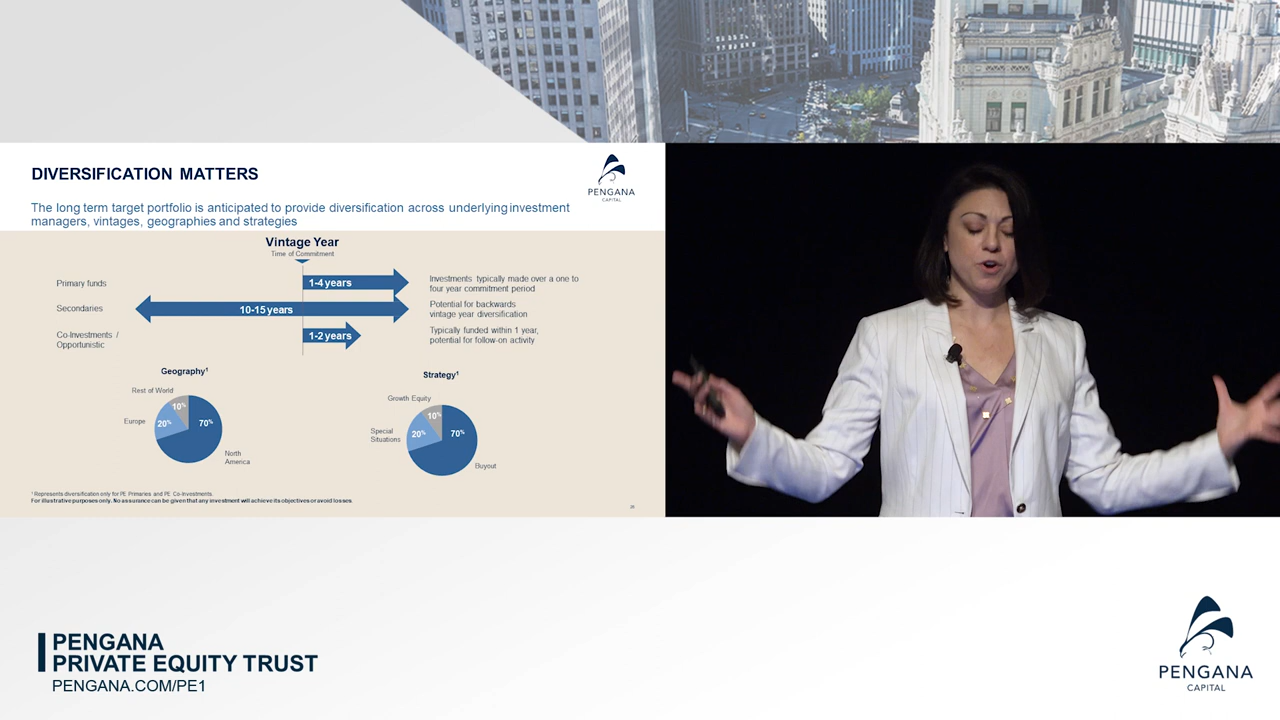 DIVERSIFICATION MATTERS
PENGANA
CAPITAL
The long term target portfolio is anticipated to provide diversification across underlying investment
managers, vintages, geographies and strategies
Vintage Year
Time of Commitment
Primary funds
1-4 years
Investments typically made over a one to
four year commitment period
Secondaries
10-15 years
Potential for backwards
vintage year diversification
Co-Investments /
Opportunistic
1-2 years
Typically funded within 1 year,
potential for follow-on activity
Geography¹
Rest of World
10%
Europe
20%
70%
North
America
Strategy¹
Growth Equity
10%
Special
Situations
20%
70%
Buyout
¹ Represents diversification only for PE Primaries and PE Co-Investments.
For illustrative purposes only. No assurance can be given that any investment will achieve its objectives or avoid losses.
PENGANA
PRIVATE EQUITY TRUST
PENGANA.COM/PE1
PENGANA
CAPITAL